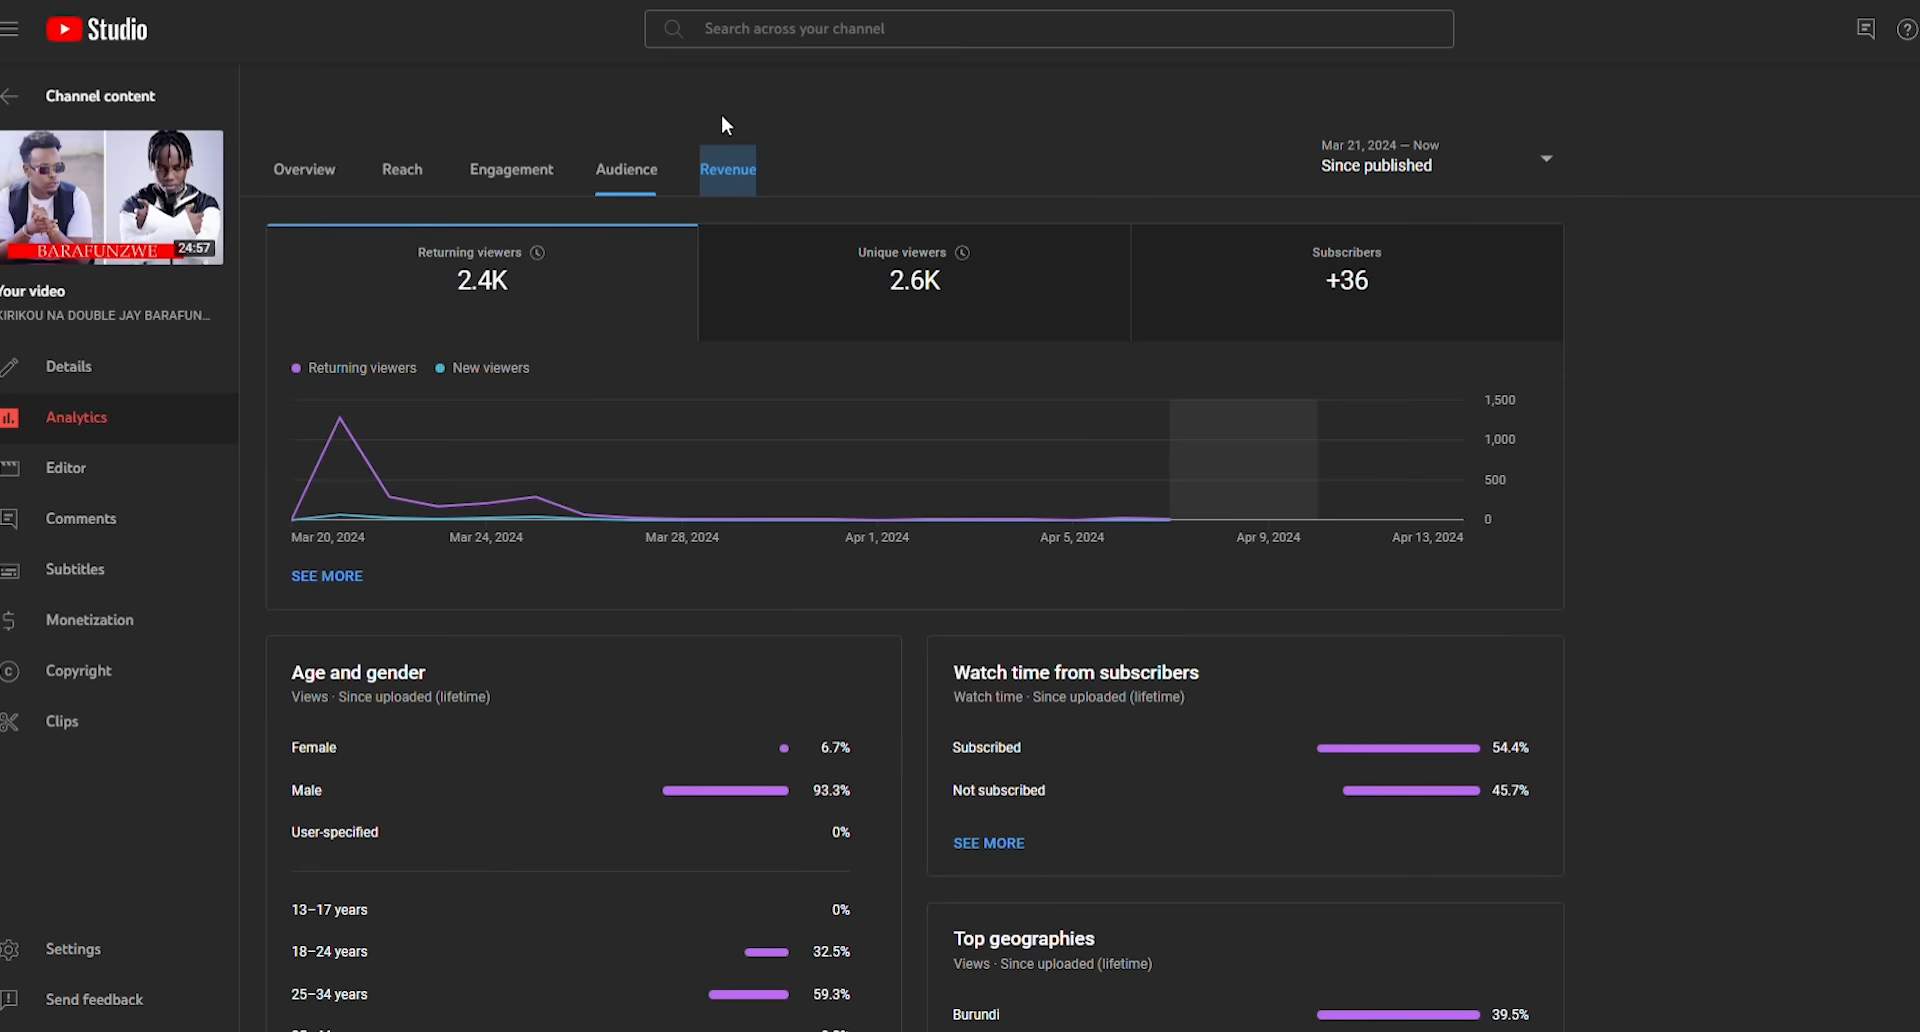 Studio
Search across your channel
Channel content
BARAFUNZWE
24:57
Your video
KIRIKOU NA DOUBLE JAY BARAFUN...
Details
Analytics
Editor
Comments
Subtitles
Monetization
Copyright
Clips
Settings
Send feedback
Overview
Reach
Engagement
Audience
Revenue
Mar 21, 2024 – Now
Since published
Returning viewers
2.4K
Unique viewers
2.6K
Subscribers
+36
Returning viewers
New viewers
1,500
1,000
500
0
Mar 20, 2024
Mar 24, 2024
Mar 28, 2024
Apr 1, 2024
Apr 5, 2024
Apr 9, 2024
Apr 13, 2024
SEE MORE
Age and gender
Views · Since uploaded (lifetime)
Female 6.7%
Male 93.3%
User-specified 0%
13–17 years 0%
18–24 years 32.5%
25–34 years 59.3%
Watch time from subscribers
Watch time · Since uploaded (lifetime)
Subscribed 54.4%
Not subscribed 45.7%
SEE MORE
Top geographies
Views · Since uploaded (lifetime)
Burundi 39.5%